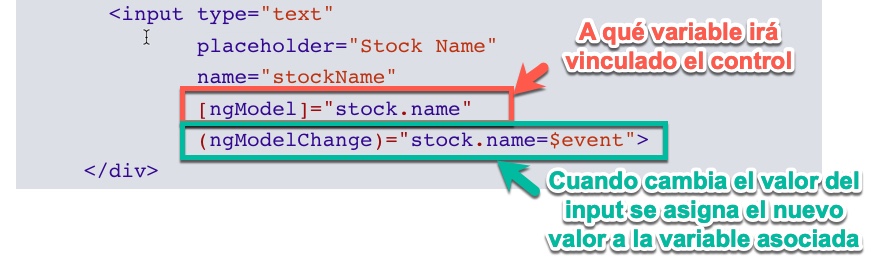 <input type="text"
placeholder="Stock Name"
name="stockName"
[ngModel]="stock.name"
(ngModelChange)="stock.name=$event">
</div>
A qué variable irá
vinculado el control
Cuando cambia el valor del
input se asigna el nuevo
valor a la variable asociada